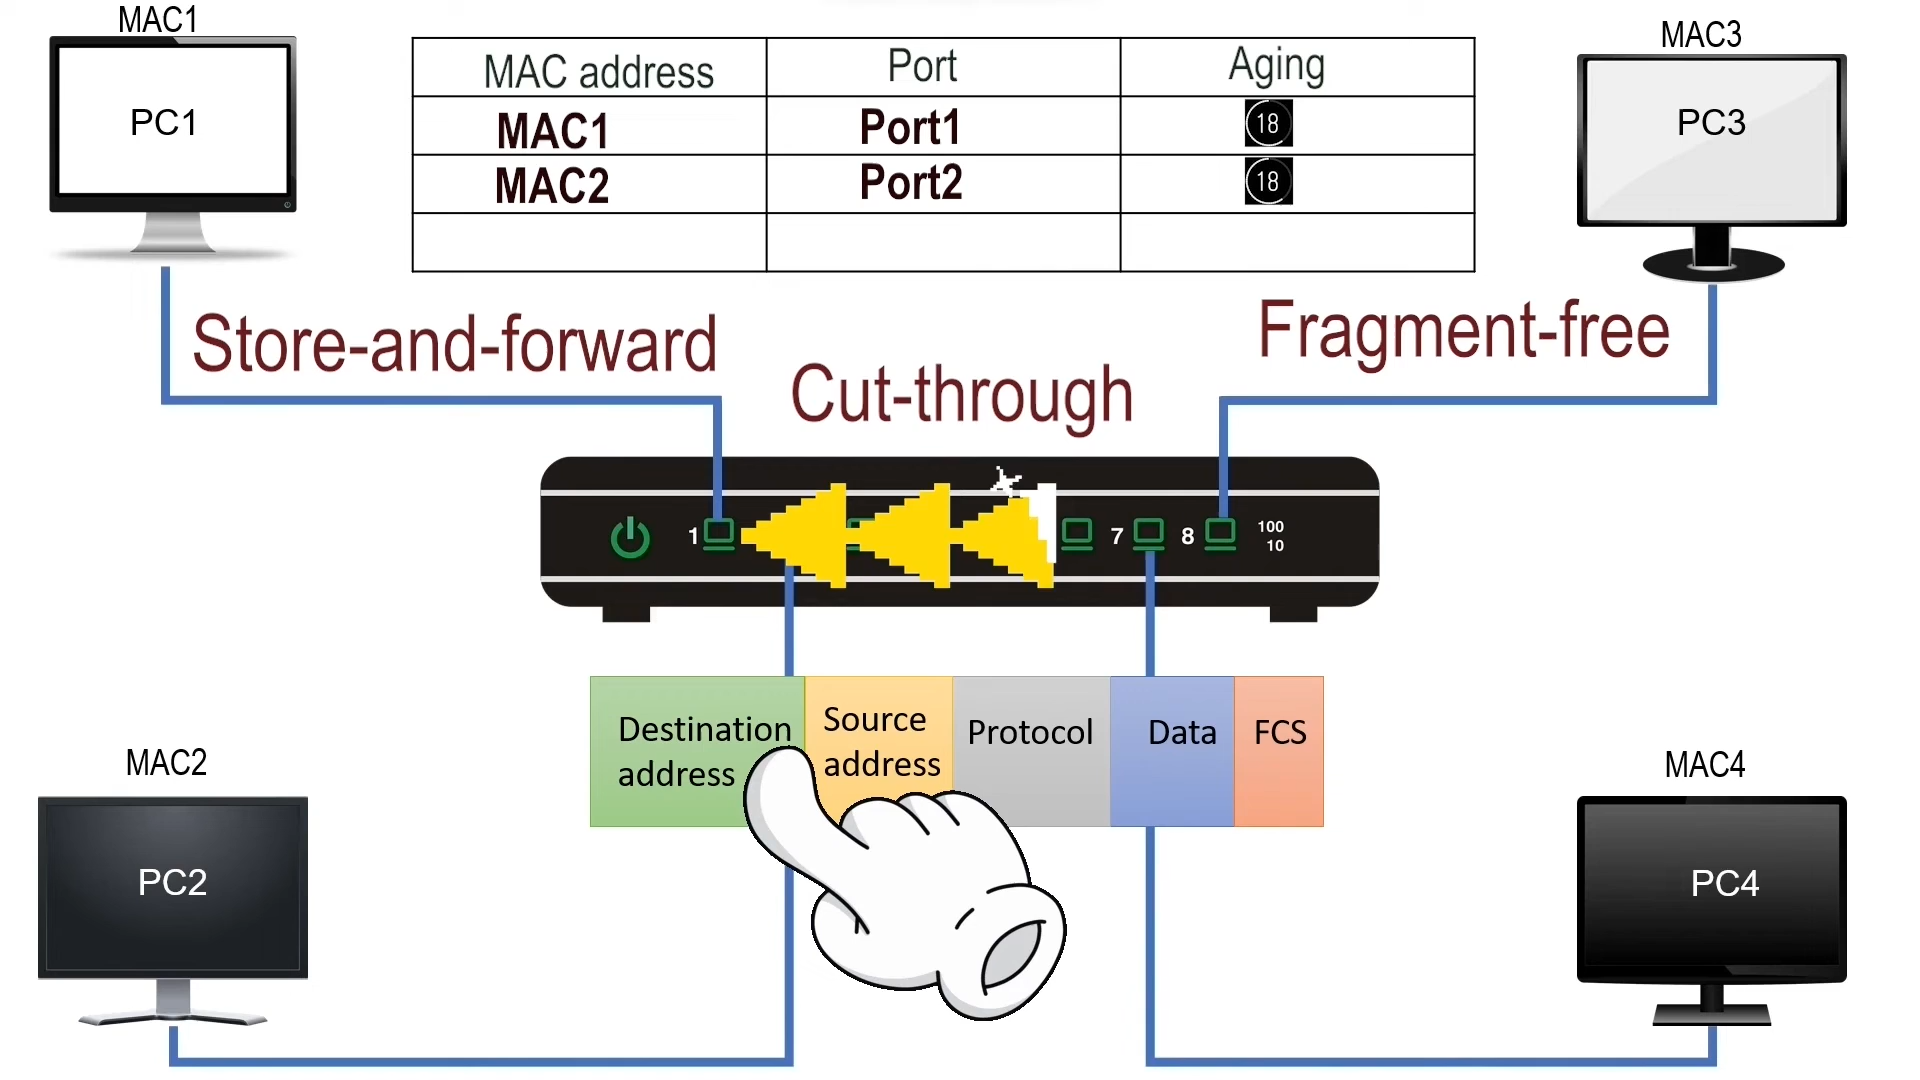 MAC1
MAC3
PC1
PC3
MAC address Port Aging
MAC1 Port1 18
MAC2 Port2 18
Store-and-forward
Fragment-free
Cut-through
1 7 8 100
10
Destination
address
Source
address
Protocol
Data
FCS
MAC2
MAC4
PC2
PC4